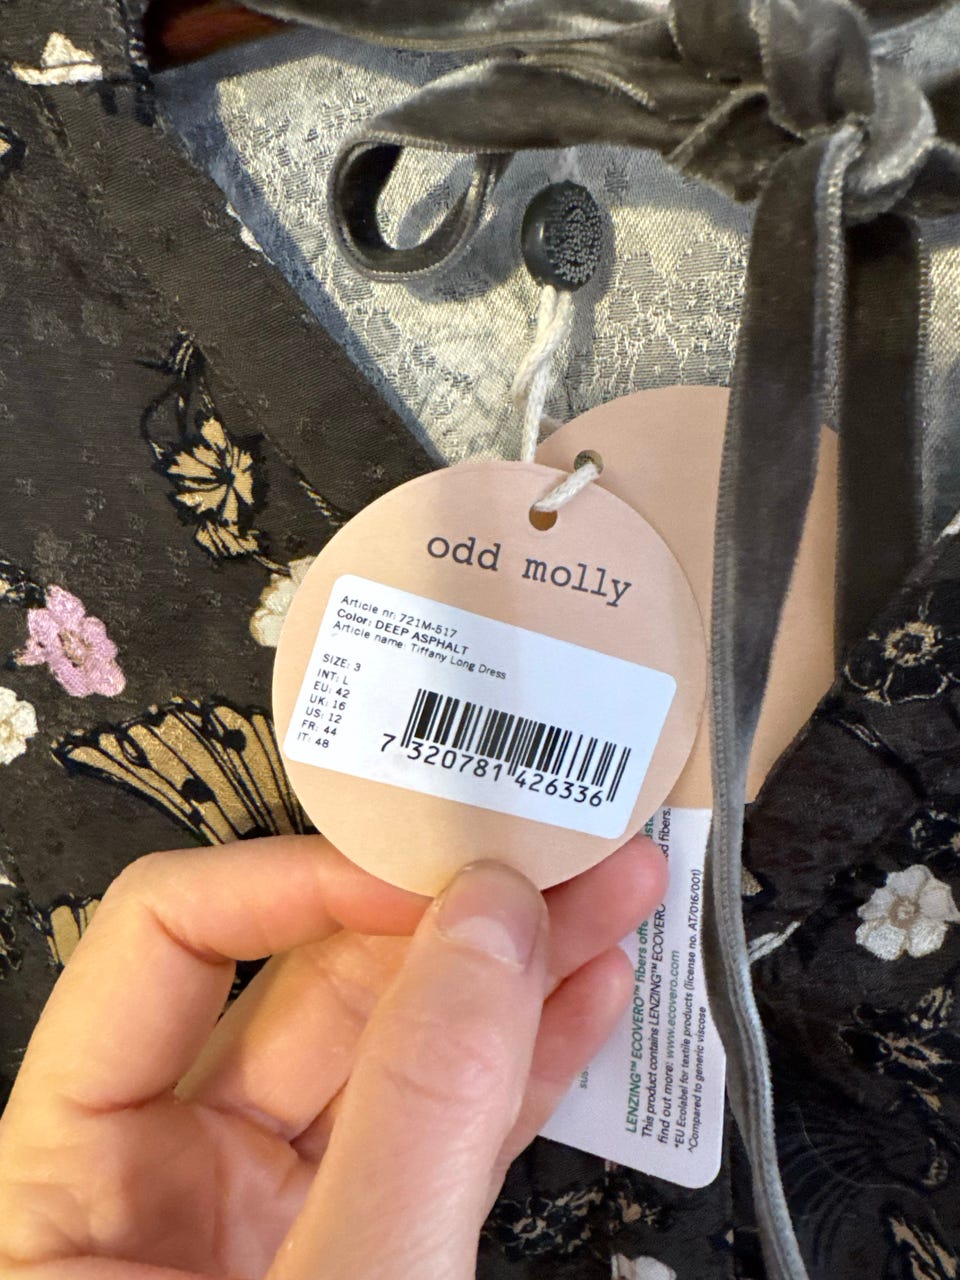 odd molly
Article nr: 721M-517
Color: DEEP ASPHALT
Article name: Tiffany Long Dress
SIZE: 3
INT: L
EU: 42
UK: 16
US: 12
FR: 44
IT: 48
7 320781 426336
LENZING™ ECOVERO™ fibers
This product contains LENZING™ ECOVERO
d fibers.
find out more: www.ecovero.com
*EU Ecolabel for textile products (license no. AT/016/001)
^Compared to generic viscose